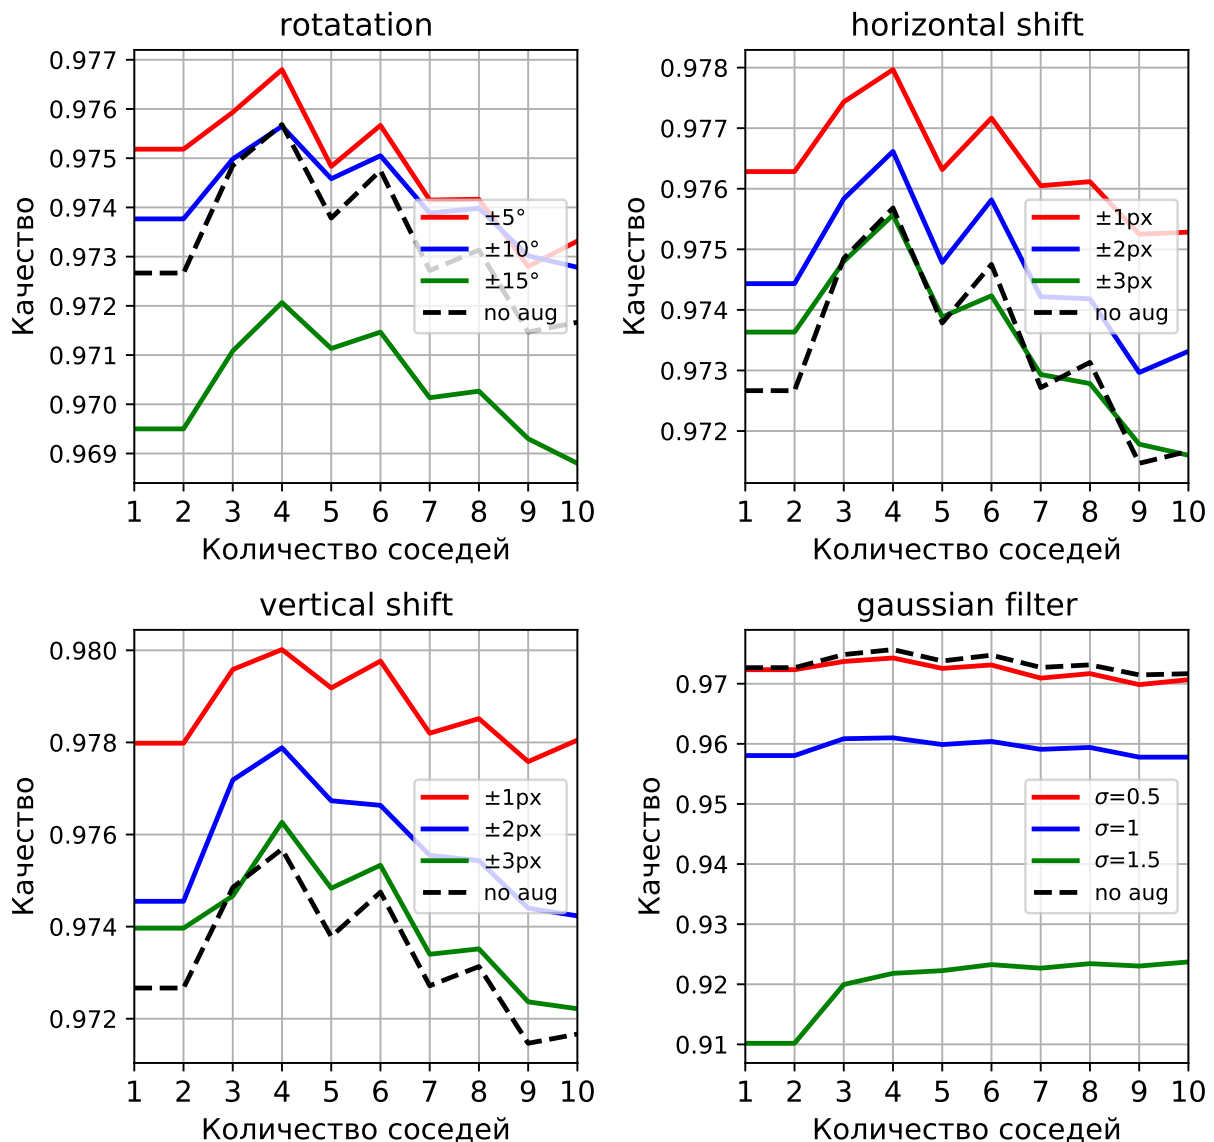 rotatation
0.977
0.976
0.975
0.974
0.973
0.972
0.971
0.970
0.969
Качество
±5°
±10°
±15°
no aug
1 2 3 4 5 6 7 8 9 10
Количество соседей
horizontal shift
0.978
0.977
0.976
0.975
0.974
0.973
0.972
Качество
±1px
±2px
±3px
no aug
1 2 3 4 5 6 7 8 9 10
Количество соседей
vertical shift
0.980
0.978
0.976
0.974
0.972
Качество
±1px
±2px
±3px
no aug
1 2 3 4 5 6 7 8 9 10
Количество соседей
gaussian filter
0.97
0.96
0.95
0.94
0.93
0.92
0.91
Качество
σ=0.5
σ=1
σ=1.5
no aug
1 2 3 4 5 6 7 8 9 10
Количество соседей